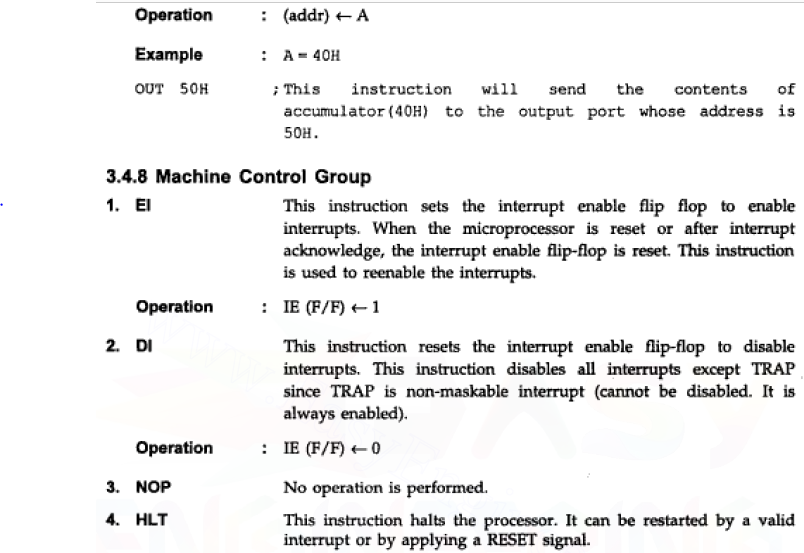 Operation : (addr) ← A
Example : A = 40H
OUT 50H ; This instruction will send the contents of
accumulator(40H) to the output port whose address is
50H.
3.4.8 Machine Control Group
1. EI This instruction sets the interrupt enable flip flop to enable
interrupts. When the microprocessor is reset or after interrupt
acknowledge, the interrupt enable flip-flop is reset. This instruction
is used to reenable the interrupts.
Operation : IE (F/F) ← 1
2. DI This instruction resets the interrupt enable flip-flop to disable
interrupts. This instruction disables all interrupts except TRAP
since TRAP is non-maskable interrupt (cannot be disabled. It is
always enabled).
Operation : IE (F/F) ← 0
3. NOP No operation is performed.
4. HLT This instruction halts the processor. It can be restarted by a valid
interrupt or by applying a RESET signal.